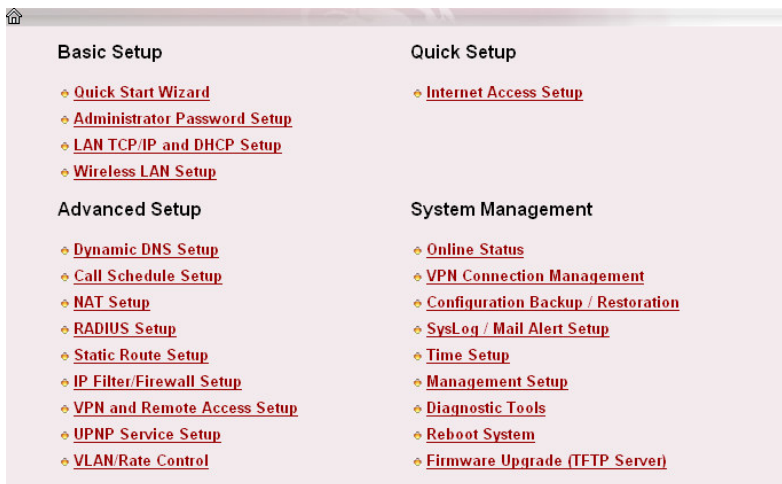 Basic Setup
Quick Start Wizard
Administrator Password Setup
LAN TCP/IP and DHCP Setup
Wireless LAN Setup
Quick Setup
Internet Access Setup
Advanced Setup
Dynamic DNS Setup
Call Schedule Setup
NAT Setup
RADIUS Setup
Static Route Setup
IP Filter/Firewall Setup
VPN and Remote Access Setup
UPNP Service Setup
VLAN/Rate Control
System Management
Online Status
VPN Connection Management
Configuration Backup / Restoration
SysLog / Mail Alert Setup
Time Setup
Management Setup
Diagnostic Tools
Reboot System
Firmware Upgrade (TFTP Server)